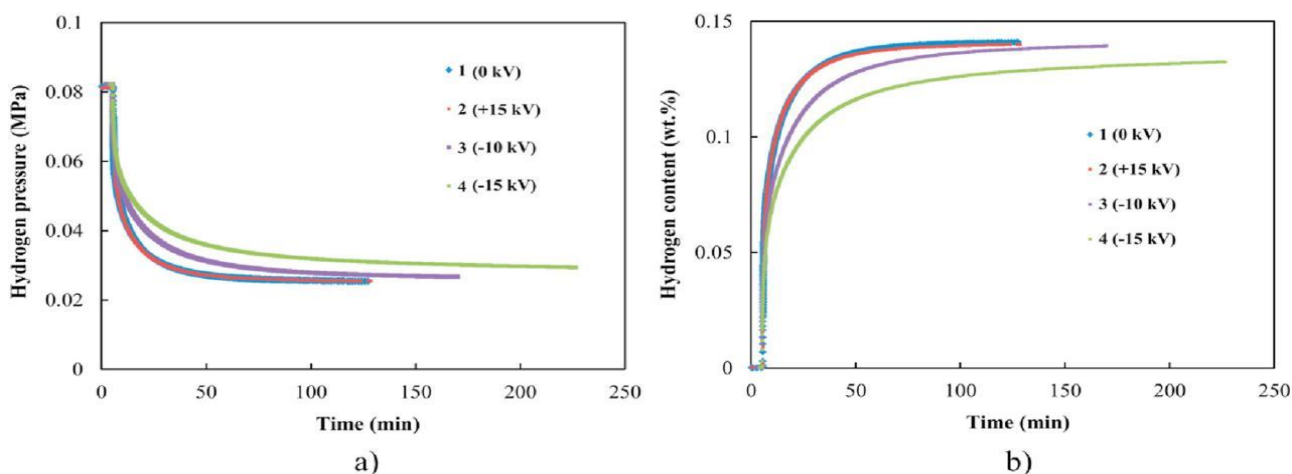 0.1
0.08
0.06
0.04
0.02
0
Hydrogen pressure (MPa)
1 (0 kV)
2 (+15 kV)
3 (-10 kV)
4 (-15 kV)
0 50 100 150 200 250
Time (min)
a)
0.15
0.1
0.05
0
Hydrogen content (wt.%)
1 (0 kV)
2 (+15 kV)
3 (-10 kV)
4 (-15 kV)
0 50 100 150 200 250
Time (min)
b)